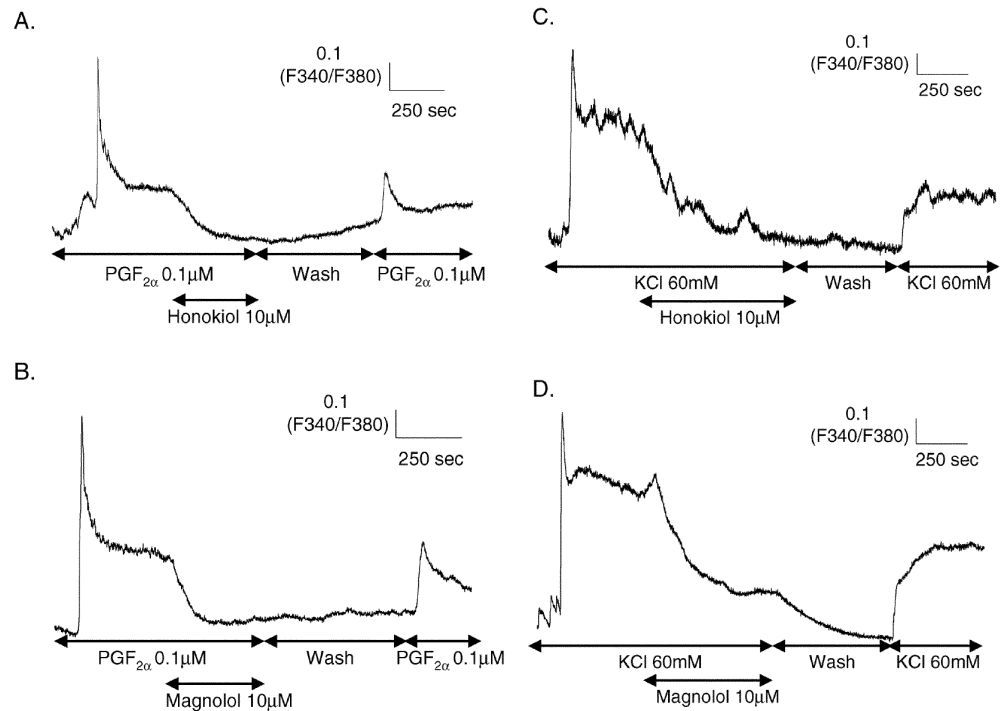 A.
0.1
(F340/F380)
250 sec
PGF2α 0.1μM
Wash
PGF2α 0.1μM
Honokiol 10μM
B.
0.1
(F340/F380)
250 sec
PGF2α 0.1μM
Wash
PGF2α 0.1μM
Magnolol 10μM
C.
0.1
(F340/F380)
250 sec
KCl 60mM
Wash
KCl 60mM
Honokiol 10μM
D.
0.1
(F340/F380)
250 sec
KCl 60mM
Wash
KCl 60mM
Magnolol 10μM